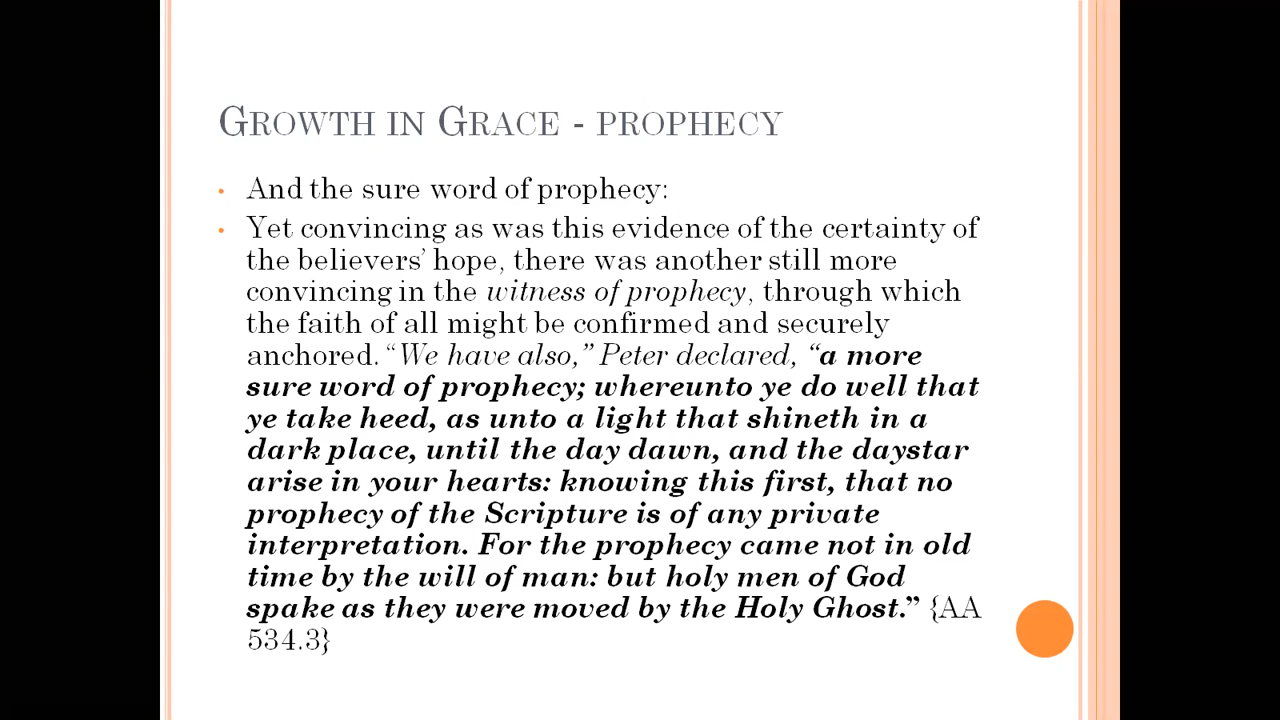 GROWTH IN GRACE - PROPHECY
• And the sure word of prophecy:
• Yet convincing as was this evidence of the certainty of
the believers’ hope, there was another still more
convincing in the witness of prophecy, through which
the faith of all might be confirmed and securely
anchored. “We have also,” Peter declared, “a more
sure word of prophecy; whereunto ye do well that
ye take heed, as unto a light that shineth in a
dark place, until the day dawn, and the daystar
arise in your hearts: knowing this first, that no
prophecy of the Scripture is of any private
interpretation. For the prophecy came not in old
time by the will of man: but holy men of God
spake as they were moved by the Holy Ghost.” {AA
534.3}